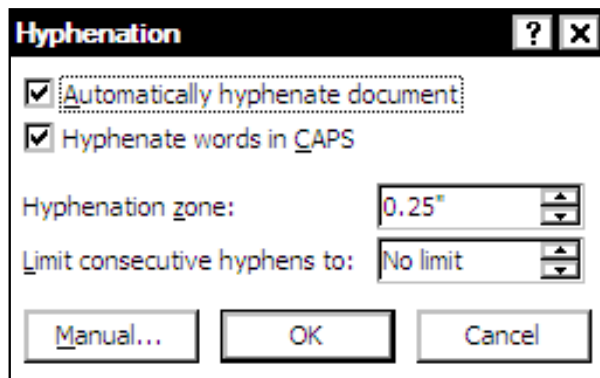 Hyphenation ? X
Automatically hyphenate document
Hyphenate words in CAPS
Hyphenation zone: 0.25"
Limit consecutive hyphens to: No limit
Manual... OK Cancel